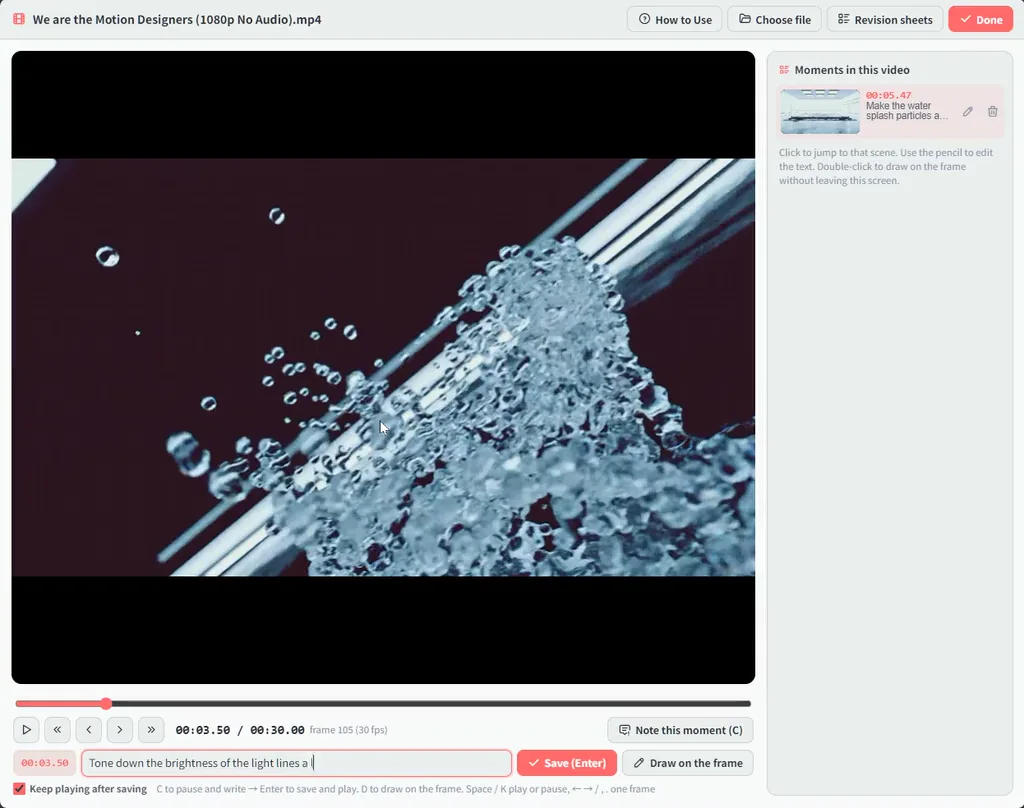 We are the Motion Designers (1080p No Audio).mp4
How to Use
Choose file
Revision sheets
Done
Moments in this video
00:05.47
Make the water
splash particles a...
Click to jump to that scene. Use the pencil to edit
the text. Double-click to draw on the frame
without leaving this screen.
00:03.50 / 00:30.00 frame 105 (30 fps)
Note this moment (C)
00:03.50
Tone down the brightness of the light lines a l
Save (Enter)
Draw on the frame
Keep playing after saving
C to pause and write → Enter to save and play. D to draw on the frame. Space / K play or pause, ← → / , . one frame